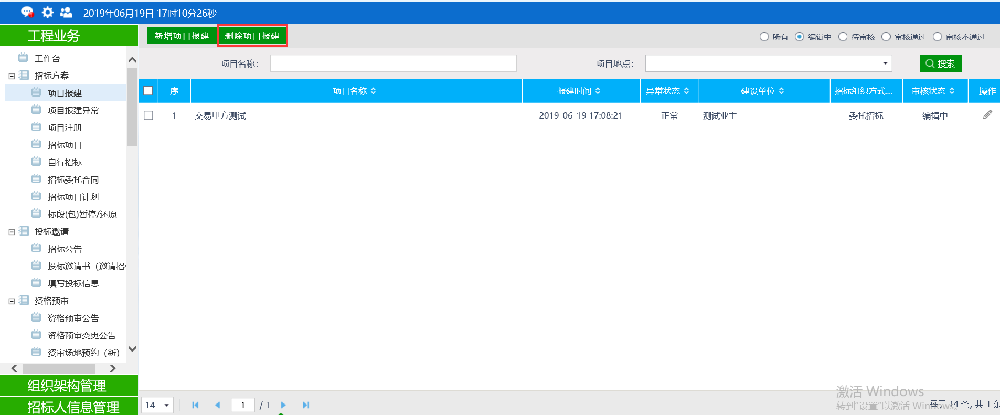 2019年06月19日 17时10分26秒
工程业务
工作台
招标方案
项目报建
项目报建异常
项目注册
招标项目
自行招标
招标委托合同
招标项目计划
标段(包)暂停/还原
投标邀请
招标公告
投标邀请书（邀请招
填写投标信息
资格预审
资格预审公告
资格预审变更公告
资审场地预约（新）
组织架构管理
招标人信息管理
新增项目报建 删除项目报建 所有 编辑中 待审核 审核通过 审核不通过
项目名称： 项目地点： 搜索
序 项目名称 报建时间 异常状态 建设单位 招标组织方式... 审核状态 操作
1 交易甲方测试 2019-06-19 17:08:21 正常 测试业主 委托招标 编辑中
激活 Windows
转到“设置”以激活 Windows。
14 1 / 1 每页 14 条, 共 1 条